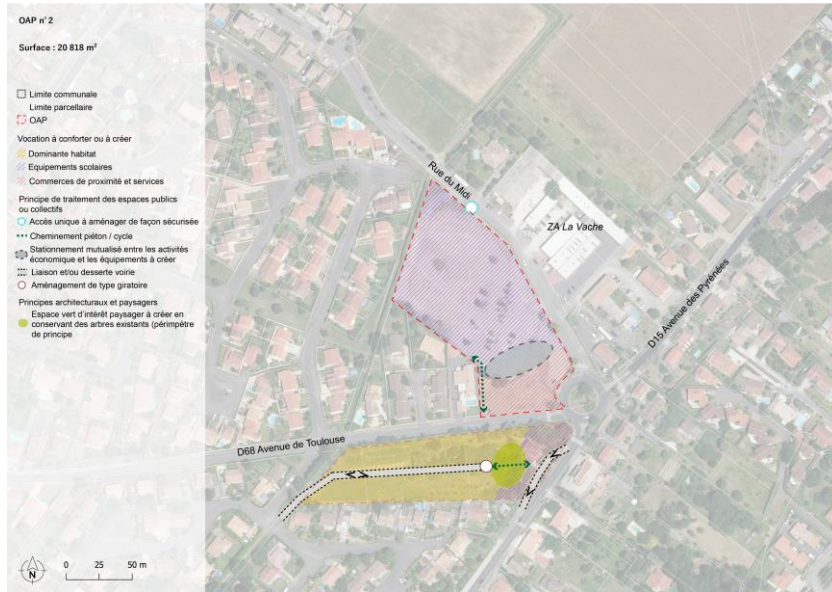 OAP n° 2
Surface : 20 818 m²
Limite communale
Limite parcellaire
OAP
Vocation à conforter ou à créer
Dominante habitat
Equipements scolaires
Commerces de proximité et services
Principe de traitement des espaces publics
ou collectifs
Accès unique à aménager de façon sécurisée
Cheminement piéton / cycle
Stationnement mutualisé entre les activités
économique et les équipements à créer
Liaison et/ou desserte voirie
Aménagement de type giratoire
Principes architecturaux et paysagers
Espace vert d'intérêt paysager à créer en
conservant des arbres existants (périmpètre
de principe
Rue du Midi
ZA La Vache
D15 Avenue des Pyrénées
D68 Avenue de Toulouse
N
0 25 50 m